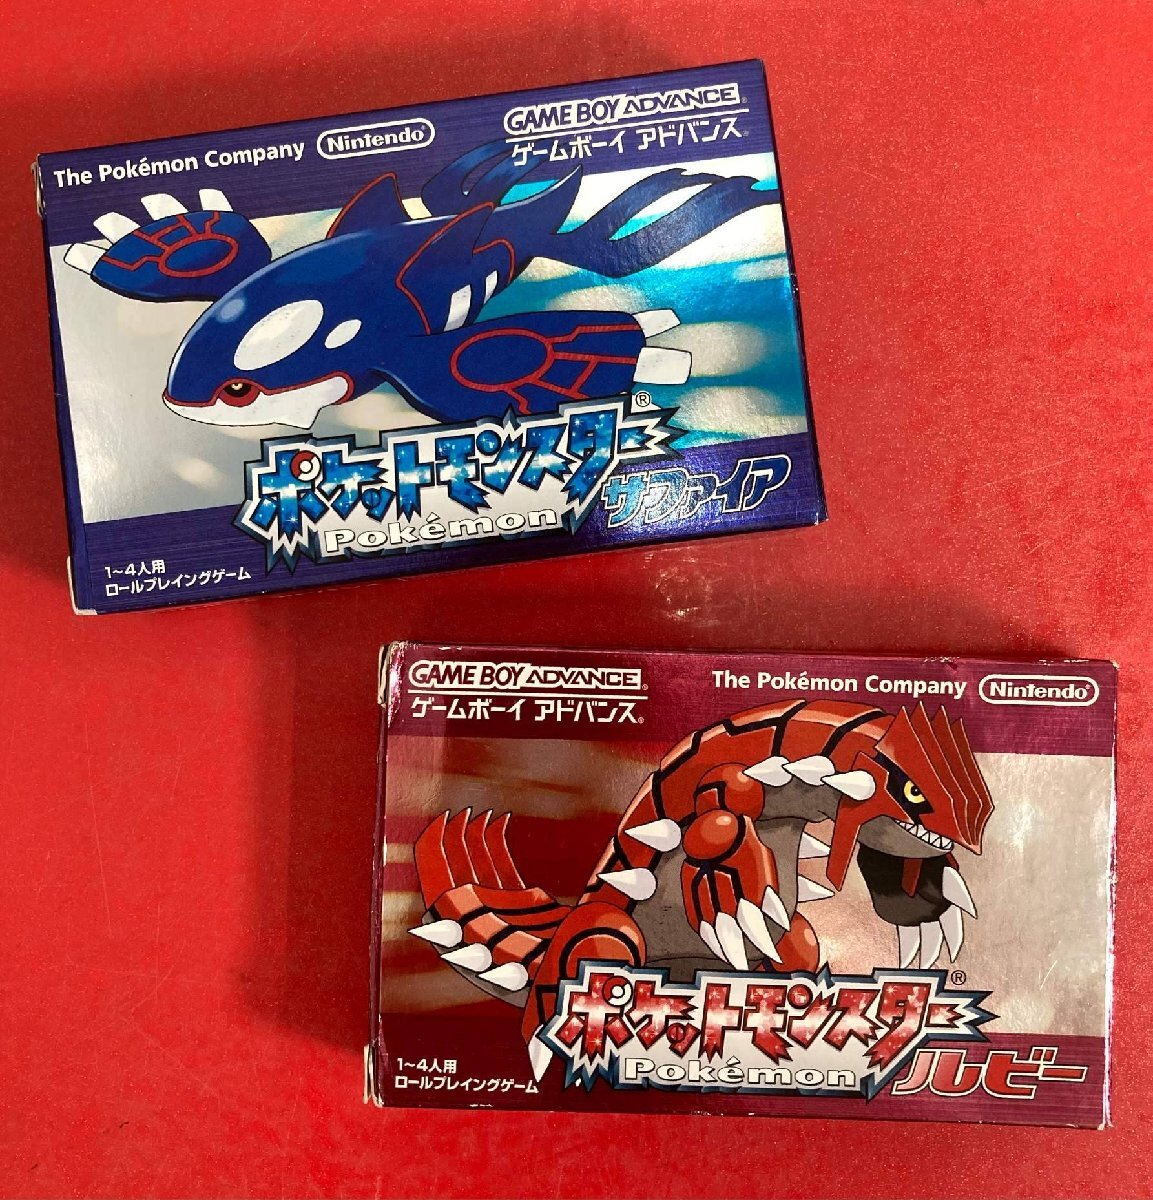 The Pokémon Company Nintendo®
GAME BOY ADVANCE®
ゲームボーイ アドバンス®
ポケットモンスター®
Pokémon サファイア
1～4人用
ロールプレイングゲーム
GAME BOY ADVANCE®
ゲームボーイ アドバンス®
The Pokémon Company Nintendo®
ポケットモンスター®
Pokémon ルビー
1～4人用
ロールプレイングゲーム